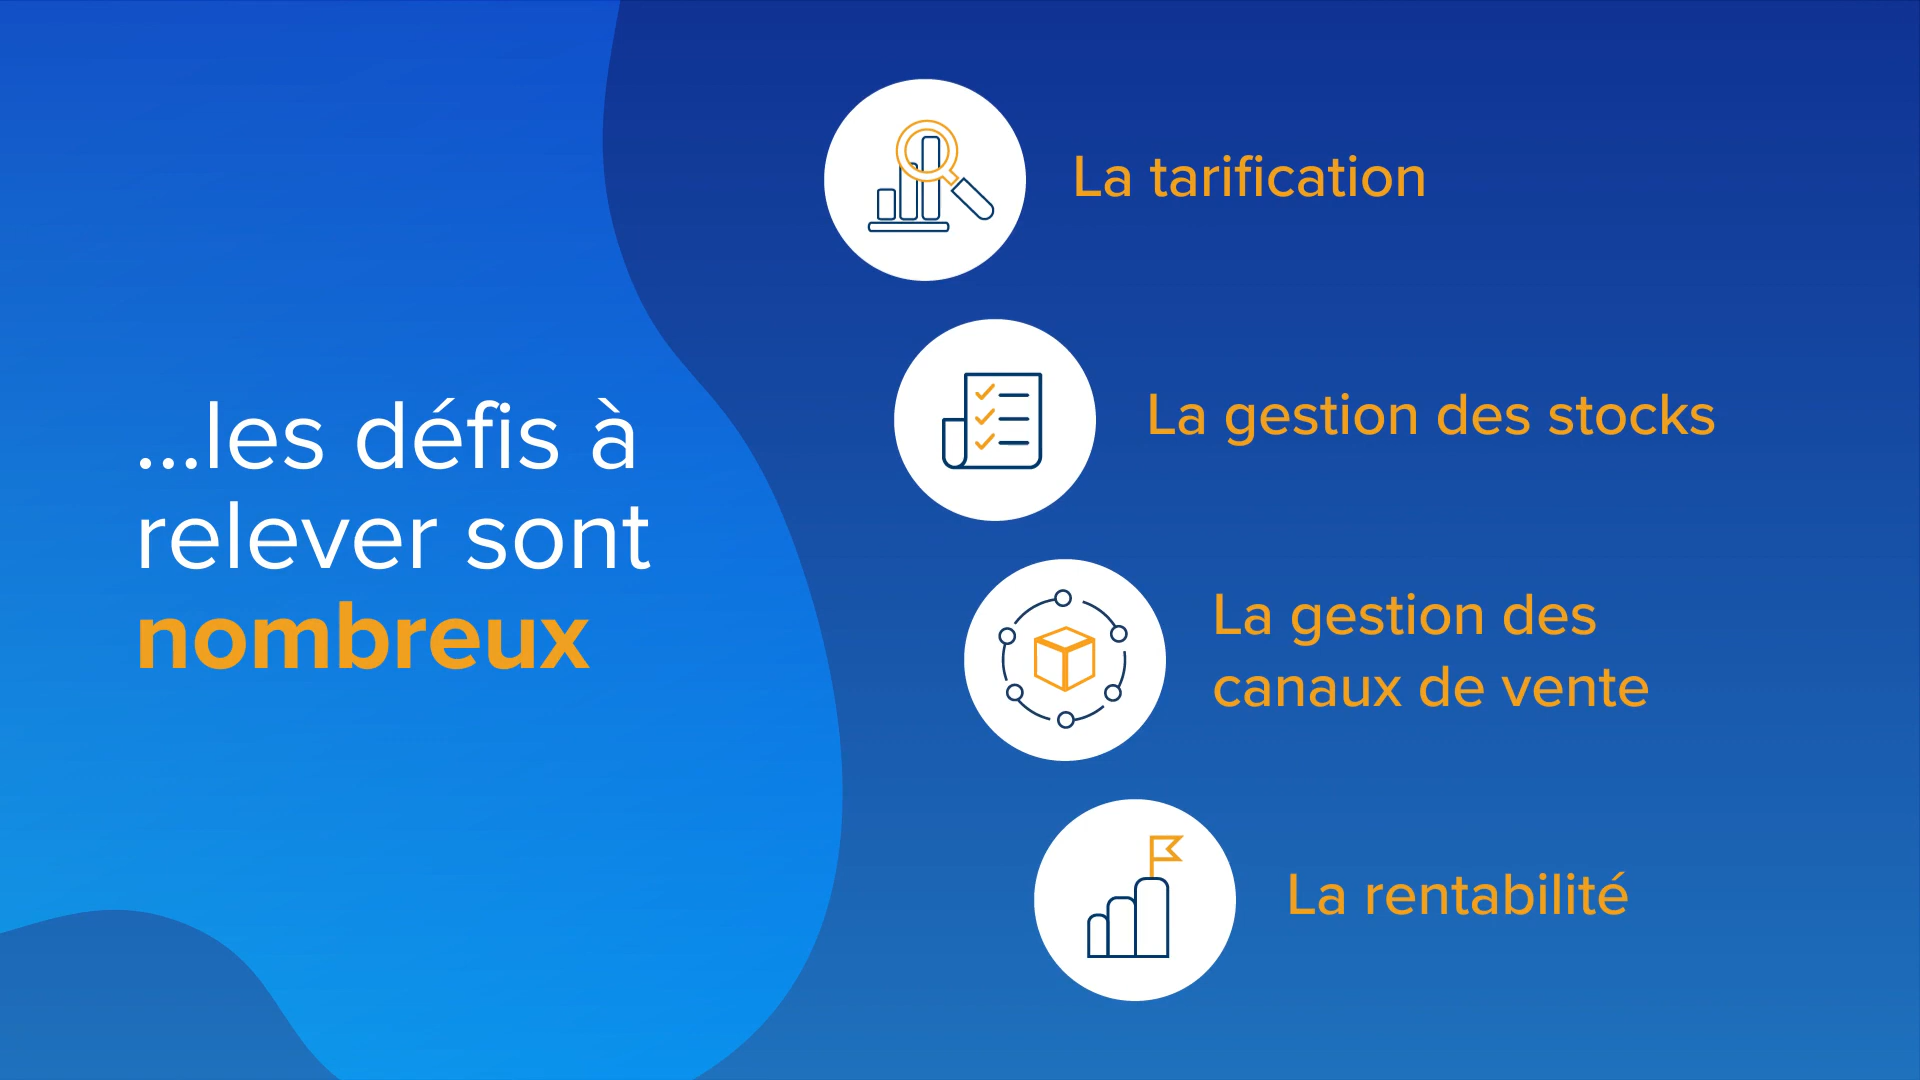 ...les défis à
relever sont
nombreux
La tarification
La gestion des stocks
La gestion des
canaux de vente
La rentabilité